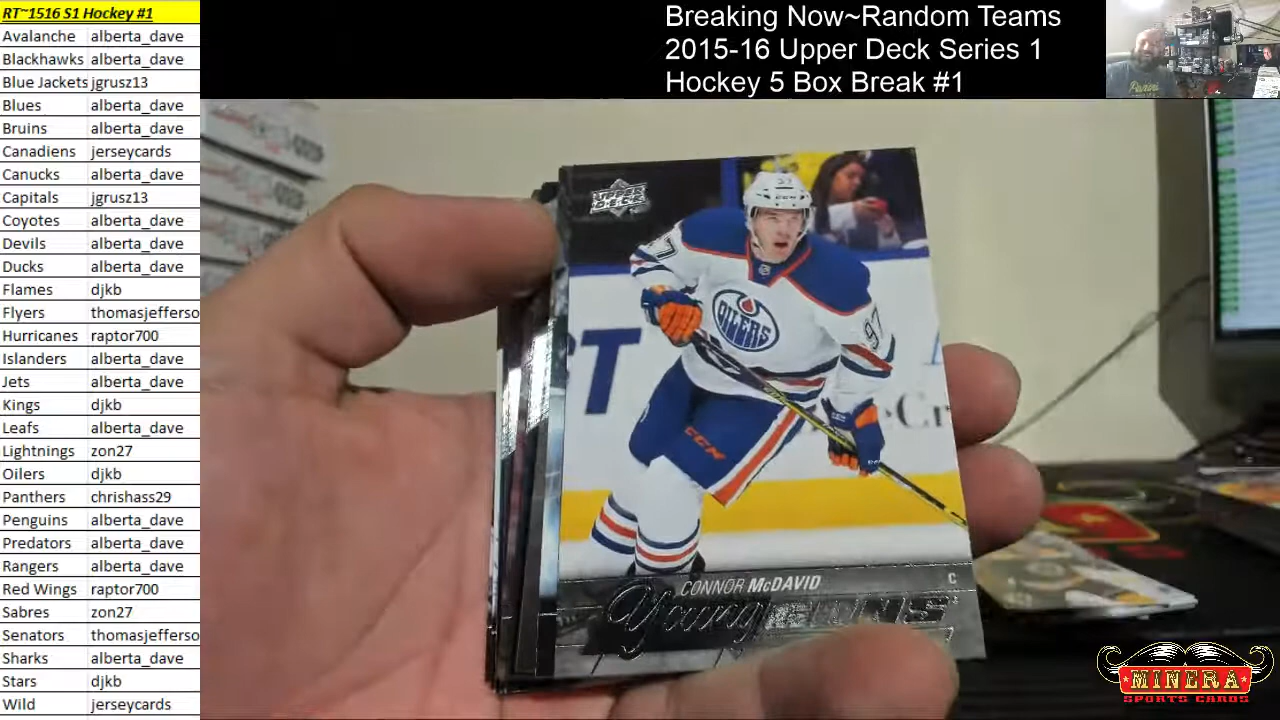 RT~1516 S1 Hockey #1
Avalanche alberta_dave
Blackhawks alberta_dave
Blue Jackets jgrusz13
Blues alberta_dave
Bruins alberta_dave
Canadiens jerseycards
Canucks alberta_dave
Capitals jgrusz13
Coyotes alberta_dave
Devils alberta_dave
Ducks alberta_dave
Flames djkb
Flyers thomasjefferso
Hurricanes raptor700
Islanders alberta_dave
Jets alberta_dave
Kings djkb
Leafs alberta_dave
Lightnings zon27
Oilers djkb
Panthers chrishass29
Penguins alberta_dave
Predators alberta_dave
Rangers alberta_dave
Red Wings raptor700
Sabres zon27
Senators thomasjefferso
Sharks alberta_dave
Stars djkb
Wild jerseycards
Breaking Now~Random Teams
2015-16 Upper Deck Series 1
Hockey 5 Box Break #1
UPPER
DECK
97
CCM
OILERS
97
CCM
CONNOR McDAVID C
Young GUNS
MINERA
SPORTS CARDS